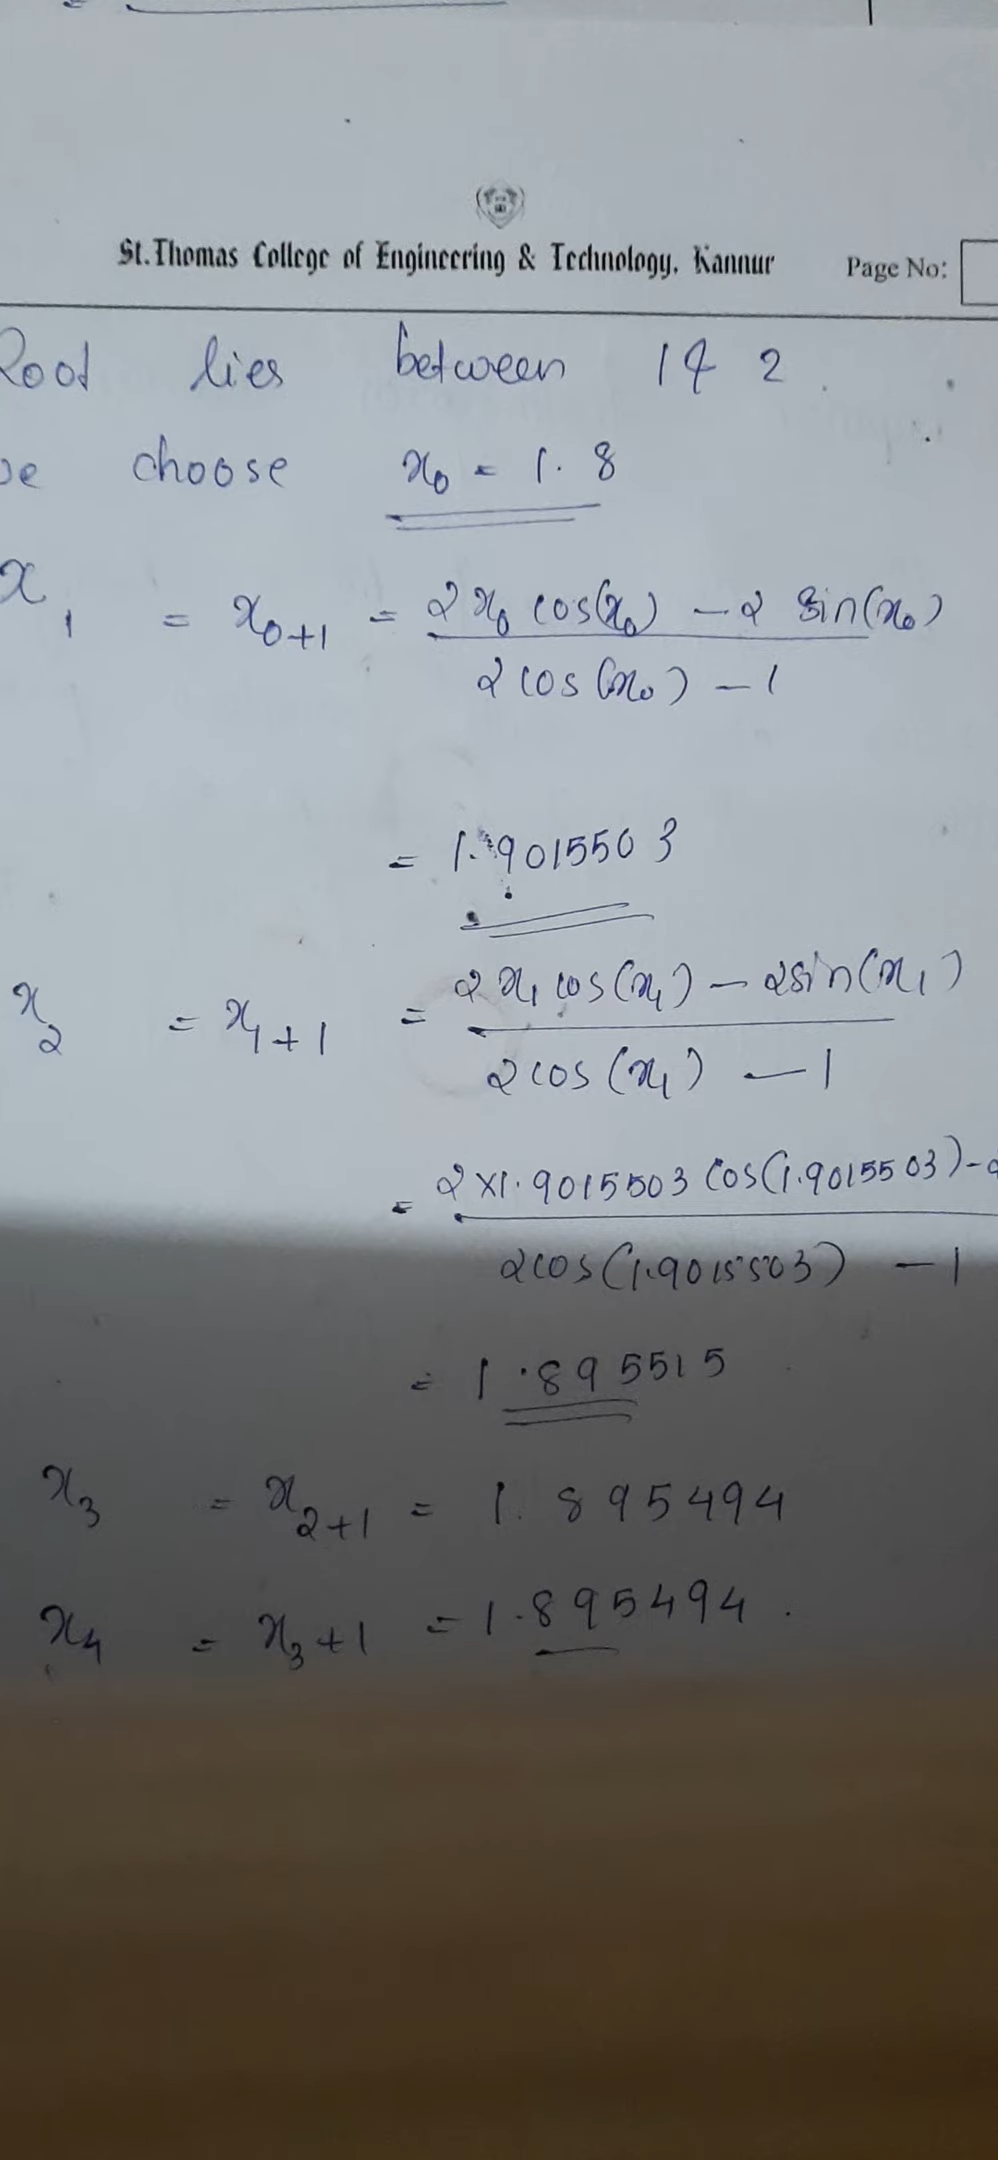 St. Thomas College of Engineering & Technology, Kannur Page No:
Root lies between 1 & 2.
choose x₀ = 1.8
x₁ = x₀₊₁ = 2x₀ cos(x₀) - 2 sin(x₀)
2cos(x₀) - 1
= 1.9015503
x₂ = x₁₊₁ = 2x₁ cos(x₁) - 2sin(x₁)
2cos(x₁) - 1
= 2×1.9015503 cos(1.9015503) -
2cos(1.9015503) - 1
= 1.895515
x₃ = x₂₊₁ = 1.895494
x₄ = x₃₊₁ = 1.895494.